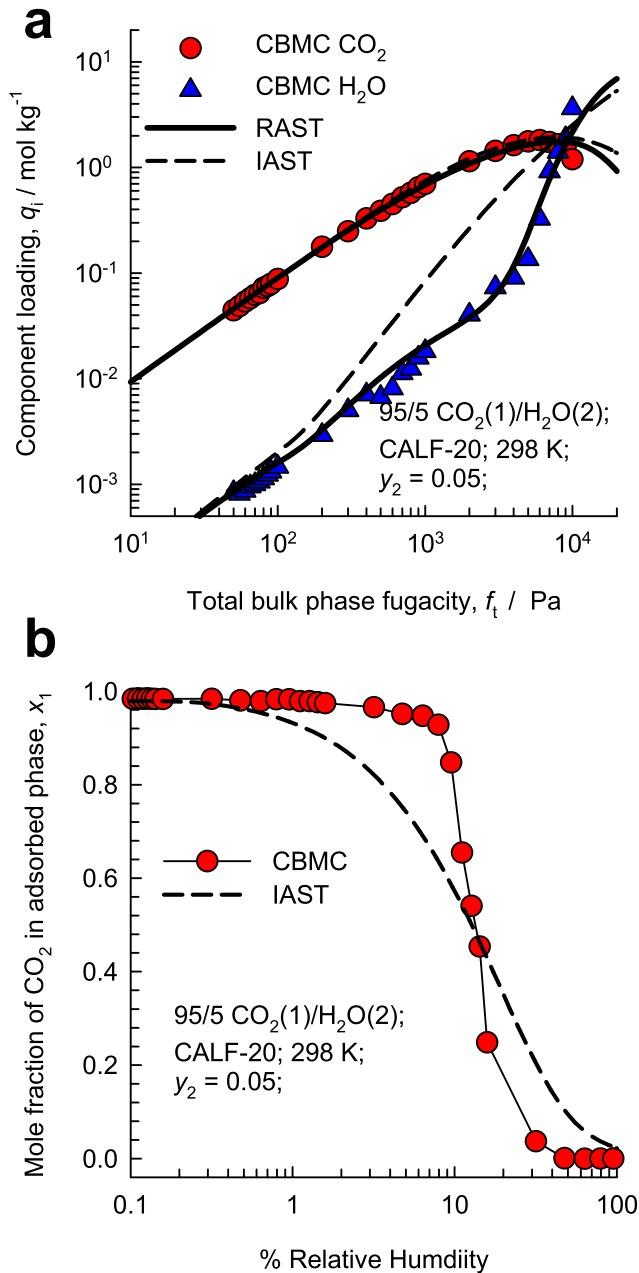 a
CBMC CO2
CBMC H2O
RAST
IAST
Component loading, qi / mol kg-1
10^1
10^0
10^-1
10^-2
10^-3
95/5 CO2(1)/H2O(2);
CALF-20; 298 K;
y2 = 0.05;
10^1 10^2 10^3 10^4
Total bulk phase fugacity, ft / Pa
b
Mole fraction of CO2 in adsorbed phase, x1
1.0
0.8
0.6
0.4
0.2
0.0
CBMC
IAST
95/5 CO2(1)/H2O(2);
CALF-20; 298 K;
y2 = 0.05;
0.1 1 10 100
% Relative Humdiity